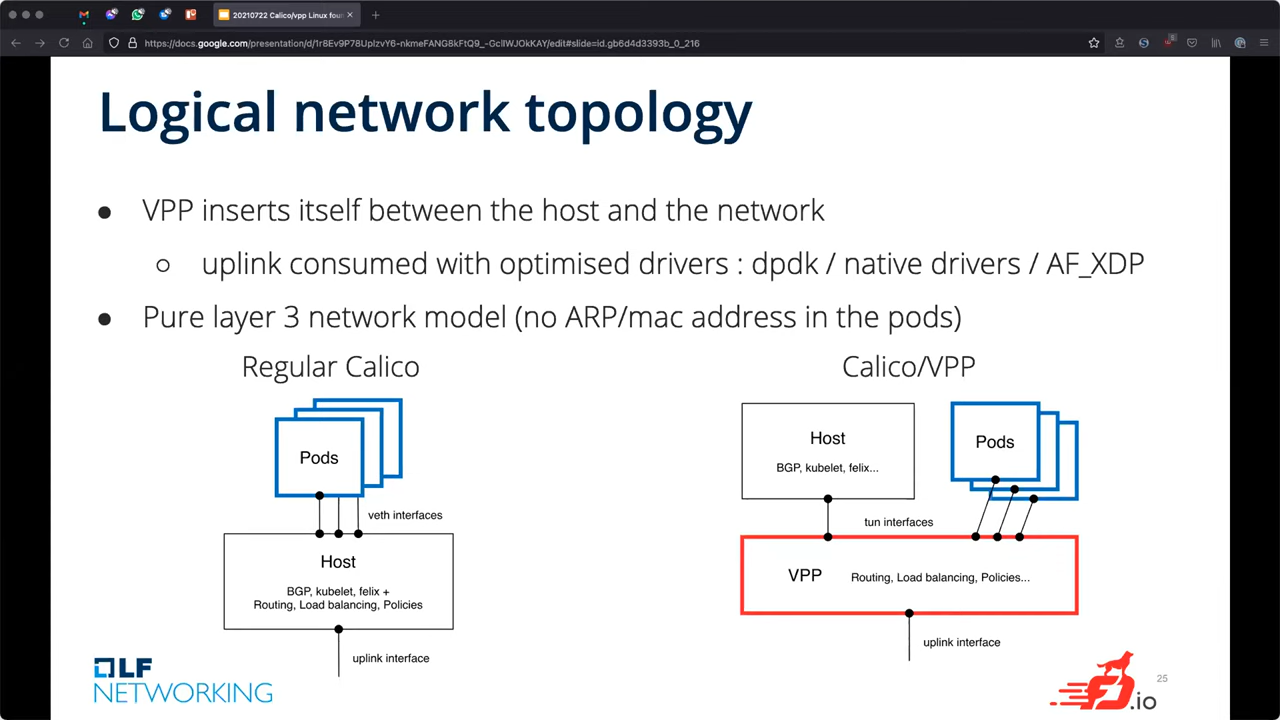 20210722 Calico/vpp Linux foun
https://docs.google.com/presentation/d/1r8Ev9P78UplzvY6-nkmeFANG8kFtQ9_-GcIIWJOkKAY/edit#slide=id.gb6d4d3393b_0_216
Logical network topology
● VPP inserts itself between the host and the network
○ uplink consumed with optimised drivers : dpdk / native drivers / AF_XDP
● Pure layer 3 network model (no ARP/mac address in the pods)
Regular Calico
Pods
veth interfaces
Host
BGP, kubelet, felix +
Routing, Load balancing, Policies
uplink interface
Calico/VPP
Host
BGP, kubelet, felix...
Pods
tun interfaces
VPP
Routing, Load balancing, Policies...
uplink interface
LF
NETWORKING
FD.io
25